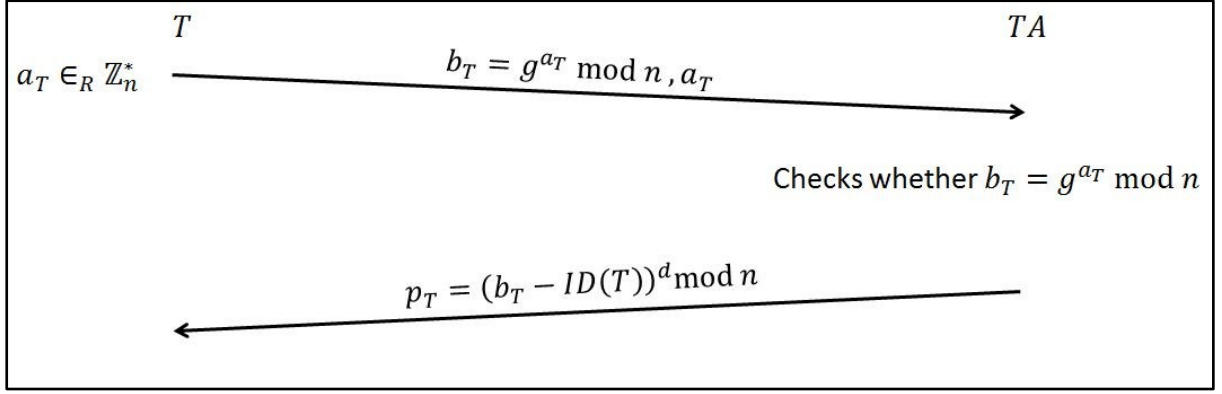 T TA
a_T ∈_R ℤ_n^*
b_T = g^{a_T} mod n , a_T
Checks whether b_T = g^{a_T} mod n
p_T = (b_T − ID(T))^d mod n